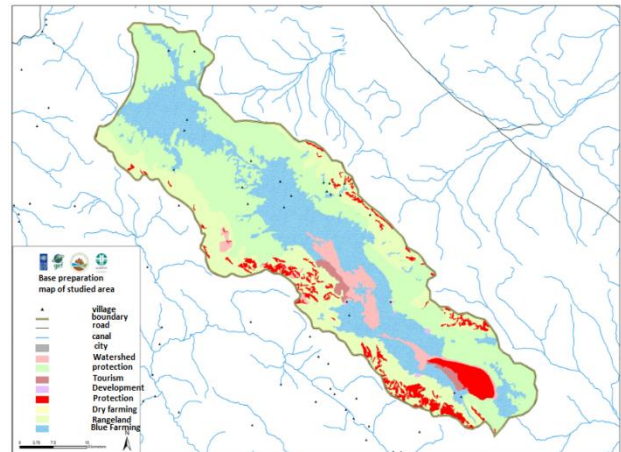 Base preparation
map of studied area
village
boundary
road
canal
city
Watershed
protection
Tourism
Development
Protection
Dry farming
Rangeland
Blue Farming
N